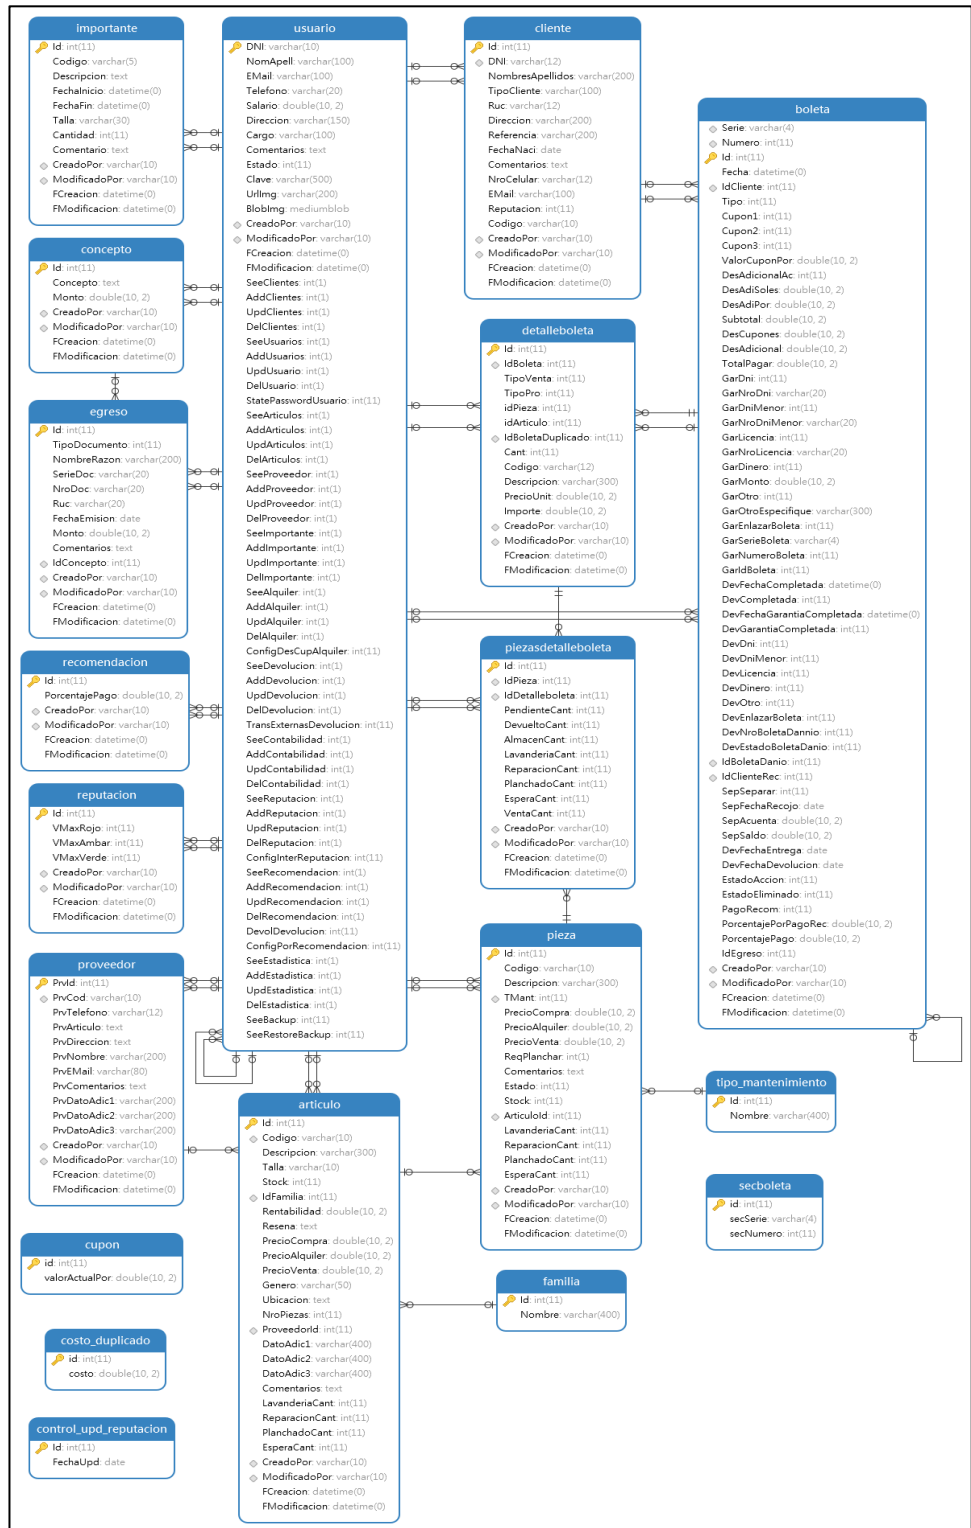 importante
Id: int(11)
Codigo: varchar(5)
Descripcion: text
FechaInicio: datetime(0)
FechaFin: datetime(0)
Talla: varchar(30)
Cantidad: int(11)
Comentario: text
CreadoPor: varchar(10)
ModificadoPor: varchar(10)
FCreacion: datetime(0)
FModificacion: datetime(0)
concepto
Id: int(11)
Concepto: text
Monto: double(10, 2)
CreadoPor: varchar(10)
ModificadoPor: varchar(10)
FCreacion: datetime(0)
FModificacion: datetime(0)
egreso
Id: int(11)
TipoDocumento: int(11)
NombreRazon: varchar(200)
SerieDoc: varchar(20)
NroDoc: varchar(20)
Ruc: varchar(20)
FechaEmision: date
Monto: double(10, 2)
Comentarios: text
IdConcepto: int(11)
CreadoPor: varchar(10)
ModificadoPor: varchar(10)
FCreacion: datetime(0)
FModificacion: datetime(0)
recomendacion
Id: int(11)
PorcentajePago: double(10, 2)
CreadoPor: varchar(10)
ModificadoPor: varchar(10)
FCreacion: datetime(0)
FModificacion: datetime(0)
reputacion
Id: int(11)
VMaxRojo: int(11)
VMaxAmbar: int(11)
VMaxVerde: int(11)
CreadoPor: varchar(10)
ModificadoPor: varchar(10)
FCreacion: datetime(0)
FModificacion: datetime(0)
proveedor
PrvId: int(11)
PrvCod: varchar(10)
PrvTelefono: varchar(12)
PrvArticulo: text
PrvDireccion: text
PrvNombre: varchar(200)
PrvEMail: varchar(80)
PrvComentarios: text
PrvDatoAdic1: varchar(200)
PrvDatoAdic2: varchar(200)
PrvDatoAdic3: varchar(200)
CreadoPor: varchar(10)
ModificadoPor: varchar(10)
FCreacion: datetime(0)
FModificacion: datetime(0)
cupon
id: int(11)
valorActualPor: double(10, 2)
costo_duplicado
id: int(11)
costo: double(10, 2)
control_upd_reputacion
Id: int(11)
FechaUpd: date
usuario
DNI: varchar(10)
NomApell: varchar(100)
EMail: varchar(100)
Telefono: varchar(20)
Salario: double(10, 2)
Direccion: varchar(150)
Cargo: varchar(100)
Comentarios: text
Estado: int(11)
Clave: varchar(500)
UrlImg: varchar(200)
BlobImg: mediumblob
CreadoPor: varchar(10)
ModificadoPor: varchar(10)
FCreacion: datetime(0)
FModificacion: datetime(0)
SeeClientes: int(1)
AddClientes: int(1)
UpdClientes: int(1)
DelClientes: int(1)
SeeUsuarios: int(1)
AddUsuarios: int(1)
UpdUsuario: int(1)
DelUsuario: int(1)
StatePasswordUsuario: int(11)
SeeArticulos: int(1)
AddArticulos: int(1)
UpdArticulos: int(1)
DelArticulos: int(1)
SeeProveedor: int(1)
AddProveedor: int(1)
UpdProveedor: int(1)
DelProveedor: int(1)
SeeImportante: int(1)
AddImportante: int(1)
UpdImportante: int(1)
DelImportante: int(1)
SeeAlquiler: int(1)
AddAlquiler: int(1)
UpdAlquiler: int(1)
DelAlquiler: int(1)
ConfigDesCupAlquiler: int(11)
SeeDevolucion: int(1)
AddDevolucion: int(1)
UpdDevolucion: int(1)
DelDevolucion: int(1)
TransExternasDevolucion: int(11)
SeeContabilidad: int(1)
AddContabilidad: int(1)
UpdContabilidad: int(1)
DelContabilidad: int(1)
SeeReputacion: int(1)
AddReputacion: int(1)
UpdReputacion: int(1)
DelReputacion: int(1)
ConfigInterReputacion: int(11)
SeeRecomendacion: int(1)
AddRecomendacion: int(1)
UpdRecomendacion: int(1)
DelRecomendacion: int(1)
DevolDevolucion: int(11)
ConfigPorRecomendacion: int(11)
SeeEstadistica: int(1)
AddEstadistica: int(1)
UpdEstadistica: int(1)
DelEstadistica: int(1)
SeeBackup: int(11)
SeeRestoreBackup: int(11)
articulo
Id: int(11)
Codigo: varchar(10)
Descripcion: varchar(300)
Talla: varchar(10)
Stock: int(11)
IdFamilia: int(11)
Rentabilidad: double(10, 2)
Resena: text
PrecioCompra: double(10, 2)
PrecioAlquiler: double(10, 2)
PrecioVenta: double(10, 2)
Genero: varchar(50)
Ubicacion: text
NroPiezas: int(11)
ProveedorId: int(11)
DatoAdic1: varchar(400)
DatoAdic2: varchar(400)
DatoAdic3: varchar(400)
Comentarios: text
LavanderiaCant: int(11)
ReparacionCant: int(11)
PlanchadoCant: int(11)
EsperaCant: int(11)
CreadoPor: varchar(10)
ModificadoPor: varchar(10)
FCreacion: datetime(0)
FModificacion: datetime(0)
cliente
Id: int(11)
DNI: varchar(12)
NombresApellidos: varchar(200)
TipoCliente: varchar(100)
Ruc: varchar(12)
Direccion: varchar(200)
Referencia: varchar(200)
FechaNaci: date
Comentarios: text
NroCelular: varchar(12)
EMail: varchar(100)
Reputacion: int(11)
Codigo: varchar(10)
CreadoPor: varchar(10)
ModificadoPor: varchar(10)
FCreacion: datetime(0)
FModificacion: datetime(0)
detalleboleta
Id: int(11)
IdBoleta: int(11)
TipoVenta: int(11)
TipoPro: int(11)
idPieza: int(11)
idArticulo: int(11)
IdBoletaDuplicado: int(11)
Cant: int(11)
Codigo: varchar(12)
Descripcion: varchar(300)
PrecioUnit: double(10, 2)
Importe: double(10, 2)
CreadoPor: varchar(10)
ModificadoPor: varchar(10)
FCreacion: datetime(0)
FModificacion: datetime(0)
piezasdetalleboleta
Id: int(11)
IdPieza: int(11)
IdDetalleboleta: int(11)
PendienteCant: int(11)
DevueltoCant: int(11)
AlmacenCant: int(11)
LavanderiaCant: int(11)
ReparacionCant: int(11)
PlanchadoCant: int(11)
EsperaCant: int(11)
VentaCant: int(11)
CreadoPor: varchar(10)
ModificadoPor: varchar(10)
FCreacion: datetime(0)
FModificacion: datetime(0)
pieza
Id: int(11)
Codigo: varchar(10)
Descripcion: varchar(300)
TMant: int(11)
PrecioCompra: double(10, 2)
PrecioAlquiler: double(10, 2)
PrecioVenta: double(10, 2)
ReqPlanchar: int(1)
Comentarios: text
Estado: int(11)
Stock: int(11)
ArticuloId: int(11)
LavanderiaCant: int(11)
ReparacionCant: int(11)
PlanchadoCant: int(11)
EsperaCant: int(11)
CreadoPor: varchar(10)
ModificadoPor: varchar(10)
FCreacion: datetime(0)
FModificacion: datetime(0)
familia
Id: int(11)
Nombre: varchar(400)
boleta
Serie: varchar(4)
Numero: int(11)
Id: int(11)
Fecha: datetime(0)
IdCliente: int(11)
Tipo: int(11)
Cupon1: int(11)
Cupon2: int(11)
Cupon3: int(11)
ValorCuponPor: double(10, 2)
DesAdicionalAc: int(11)
DesAdiSoles: double(10, 2)
DesAdiPor: double(10, 2)
Subtotal: double(10, 2)
DesCupones: double(10, 2)
DesAdicional: double(10, 2)
TotalPagar: double(10, 2)
GarDni: int(11)
GarNroDni: varchar(20)
GarDniMenor: int(11)
GarNroDniMenor: varchar(20)
GarLicencia: int(11)
GarNroLicencia: varchar(20)
GarDinero: int(11)
GarMonto: double(10, 2)
GarOtro: int(11)
GarOtroEspecifique: varchar(300)
GarEnlazarBoleta: int(11)
GarSerieBoleta: varchar(4)
GarNumeroBoleta: int(11)
GarIdBoleta: int(11)
DevFechaCompletada: datetime(0)
DevCompletada: int(11)
DevFechaGarantiaCompletada: datetime(0)
DevGarantiaCompletada: int(11)
DevDni: int(11)
DevDniMenor: int(11)
DevLicencia: int(11)
DevDinero: int(11)
DevOtro: int(11)
DevEnlazarBoleta: int(11)
DevNroBoletaDannio: int(11)
DevEstadoBoletaDanio: int(11)
IdBoletaDanio: int(11)
IdClienteRec: int(11)
SepSeparar: int(11)
SepFechaRecojo: date
SepAcuenta: double(10, 2)
SepSaldo: double(10, 2)
DevFechaEntrega: date
DevFechaDevolucion: date
EstadoAccion: int(11)
EstadoEliminado: int(11)
PagoRecom: int(11)
PorcentajePorPagoRec: double(10, 2)
PorcentajePago: double(10, 2)
IdEgreso: int(11)
CreadoPor: varchar(10)
ModificadoPor: varchar(10)
FCreacion: datetime(0)
FModificacion: datetime(0)
tipo_mantenimiento
Id: int(11)
Nombre: varchar(400)
secboleta
id: int(11)
secSerie: varchar(4)
secNumero: int(11)